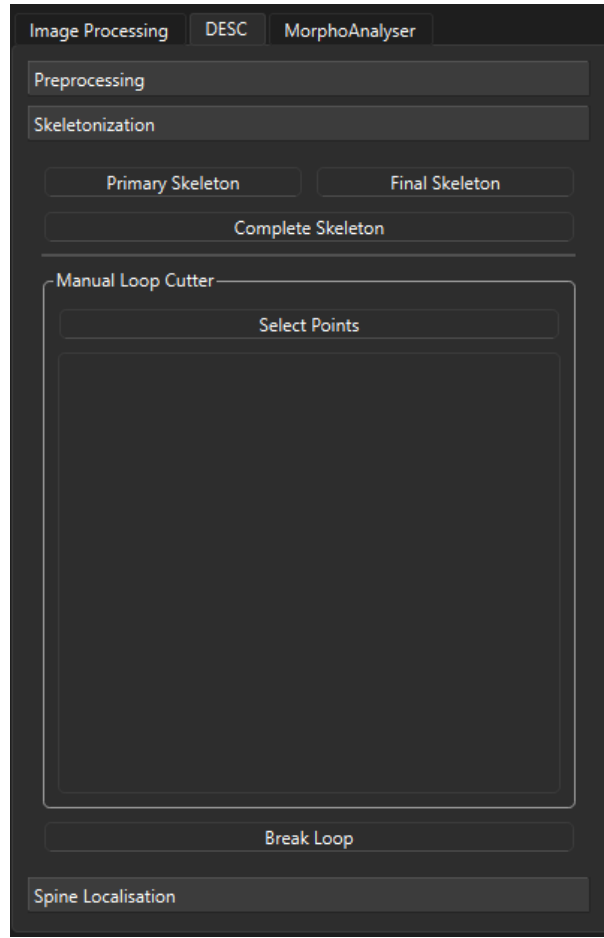 Image Processing DESC MorphoAnalyser
Preprocessing
Skeletonization
Primary Skeleton Final Skeleton
Complete Skeleton
Manual Loop Cutter
Select Points
Break Loop
Spine Localisation